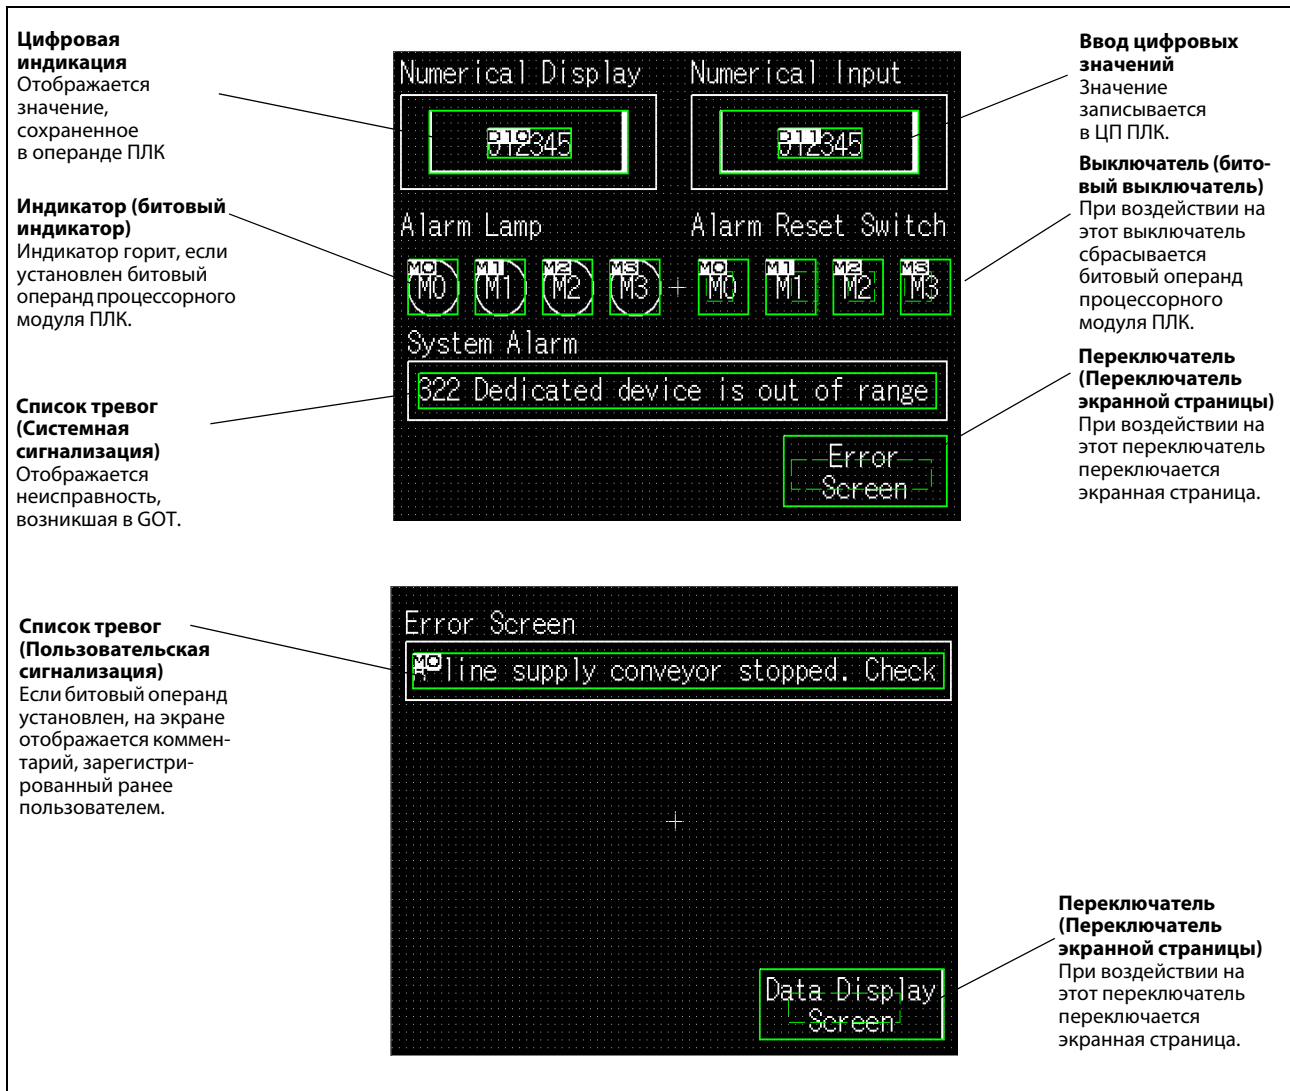 Цифровая
индикация
Отображается
значение,
сохраненное
в операнде ПЛК
Индикатор (битовый
индикатор)
Индикатор горит, если
установлен битовый
операнд процессорного
модуля ПЛК.
Список тревог
(Системная
сигнализация)
Отображается
неисправность,
возникшая в GOT.
Numerical Display
Numerical Input
D10
012345
D11
012345
Alarm Lamp
Alarm Reset Switch
M0
M0
M1
M1
M2
M2
M3
M3
M0
M0
M1
M1
M2
M2
M3
M3
System Alarm
322 Dedicated device is out of range
Error
Screen
Ввод цифровых
значений
Значение
записывается
в ЦП ПЛК.
Выключатель (бито-
вый выключатель)
При воздействии на
этот выключатель
сбрасывается
битовый операнд
процессорного
модуля ПЛК.
Переключатель
(Переключатель
экранной страницы)
При воздействии на
этот переключатель
переключается
экранная страница.
Список тревог
(Пользовательская
сигнализация)
Если битовый операнд
установлен, на экране
отображается коммен-
тарий, зарегистри-
рованный ранее
пользователем.
Error Screen
M0
A line supply conveyor stopped. Check
Data Display
Screen
Переключатель
(Переключатель
экранной страницы)
При воздействии на
этот переключатель
переключается
экранная страница.